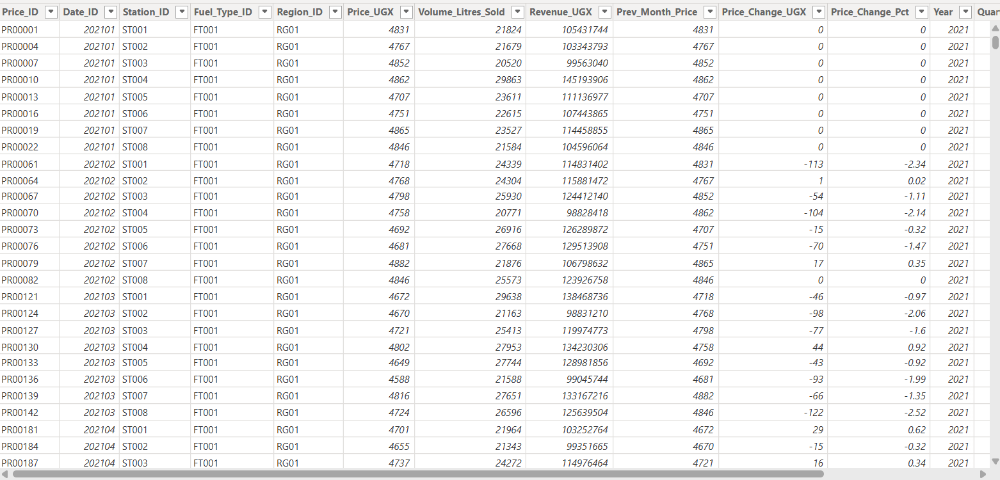 Price_ID Date_ID Station_ID Fuel_Type_ID Region_ID Price_UGX Volume_Litres_Sold Revenue_UGX Prev_Month_Price Price_Change_UGX Price_Change_Pct Year Quar
PR00001 202101 ST001 FT001 RG01 4831 21824 105431744 4831 0 0 2021
PR00004 202101 ST002 FT001 RG01 4767 21679 103343793 4767 0 0 2021
PR00007 202101 ST003 FT001 RG01 4852 20520 99563040 4852 0 0 2021
PR00010 202101 ST004 FT001 RG01 4862 29863 145193906 4862 0 0 2021
PR00013 202101 ST005 FT001 RG01 4707 23611 111136977 4707 0 0 2021
PR00016 202101 ST006 FT001 RG01 4751 22615 107443865 4751 0 0 2021
PR00019 202101 ST007 FT001 RG01 4865 23527 114458855 4865 0 0 2021
PR00022 202101 ST008 FT001 RG01 4846 21584 104596064 4846 0 0 2021
PR00061 202102 ST001 FT001 RG01 4718 24339 114831402 4831 -113 -2.34 2021
PR00064 202102 ST002 FT001 RG01 4768 24304 115881472 4767 1 0.02 2021
PR00067 202102 ST003 FT001 RG01 4798 25930 124412140 4852 -54 -1.11 2021
PR00070 202102 ST004 FT001 RG01 4758 20771 98828418 4862 -104 -2.14 2021
PR00073 202102 ST005 FT001 RG01 4692 26916 126289872 4707 -15 -0.32 2021
PR00076 202102 ST006 FT001 RG01 4681 27668 129513908 4751 -70 -1.47 2021
PR00079 202102 ST007 FT001 RG01 4882 21876 106798632 4865 17 0.35 2021
PR00082 202102 ST008 FT001 RG01 4846 25573 123926758 4846 0 0 2021
PR00121 202103 ST001 FT001 RG01 4672 29638 138468736 4718 -46 -0.97 2021
PR00124 202103 ST002 FT001 RG01 4670 21163 98831210 4768 -98 -2.06 2021
PR00127 202103 ST003 FT001 RG01 4721 25413 119974773 4798 -77 -1.6 2021
PR00130 202103 ST004 FT001 RG01 4802 27953 134230306 4758 44 0.92 2021
PR00133 202103 ST005 FT001 RG01 4649 27744 128981856 4692 -43 -0.92 2021
PR00136 202103 ST006 FT001 RG01 4588 21588 99045744 4681 -93 -1.99 2021
PR00139 202103 ST007 FT001 RG01 4816 27651 133167216 4882 -66 -1.35 2021
PR00142 202103 ST008 FT001 RG01 4724 26596 125639504 4846 -122 -2.52 2021
PR00181 202104 ST001 FT001 RG01 4701 21964 103252764 4672 29 0.62 2021
PR00184 202104 ST002 FT001 RG01 4655 21343 99351665 4670 -15 -0.32 2021
PR00187 202104 ST003 FT001 RG01 4737 24272 114976464 4721 16 0.34 2021